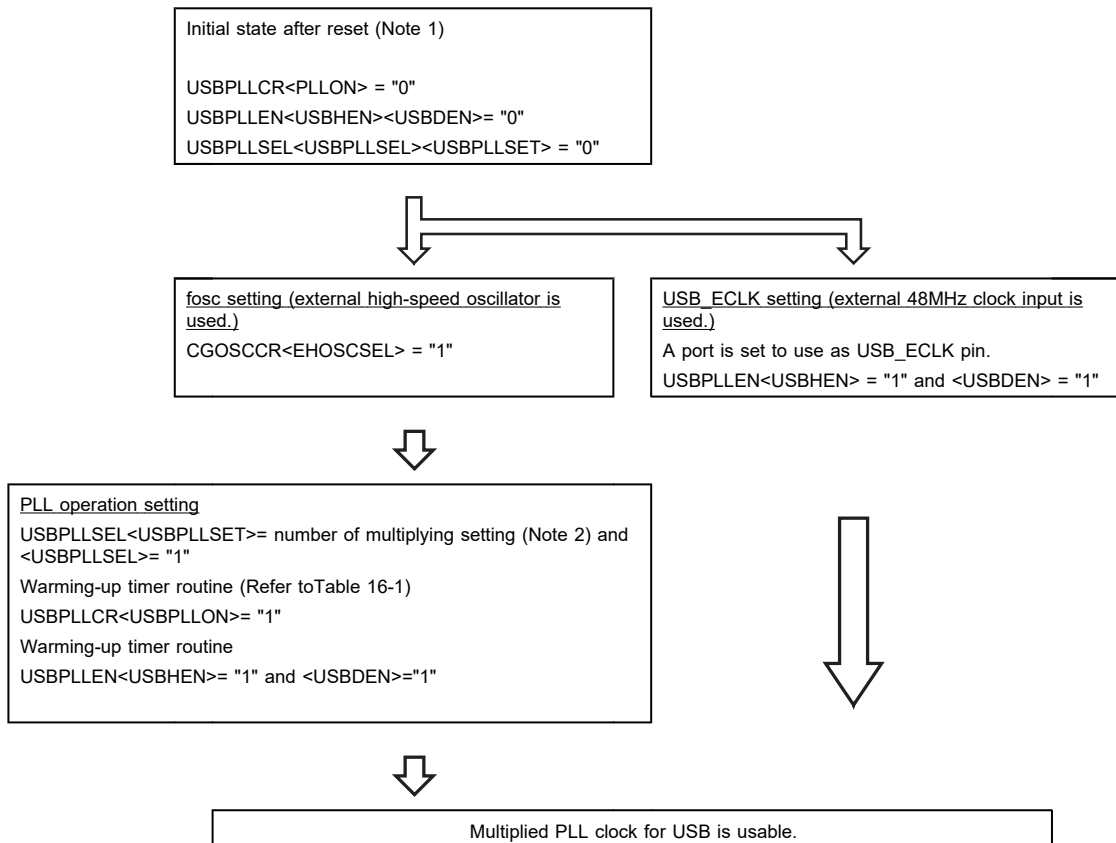 Initial state after reset (Note 1)
USBPLLCR<PLLON> = "0"
USBPLLEN<USBHEN><USBDEN>= "0"
USBPLLSEL<USBPLLSEL><USBPLLSET> = "0"
fosc setting (external high-speed oscillator is
used.)
CGOSCCR<EHOSCSEL> = "1"
USB_ECLK setting (external 48MHz clock input is
used.)
A port is set to use as USB_ECLK pin.
USBPLLEN<USBHEN> = "1" and <USBDEN> = "1"
PLL operation setting
USBPLLSEL<USBPLLSET>= number of multiplying setting (Note 2) and
<USBPLLSEL>= "1"
Warming-up timer routine (Refer toTable 16-1)
USBPLLCR<USBPLLON>= "1"
Warming-up timer routine
USBPLLEN<USBHEN>= "1" and <USBDEN>="1"
Multiplied PLL clock for USB is usable.